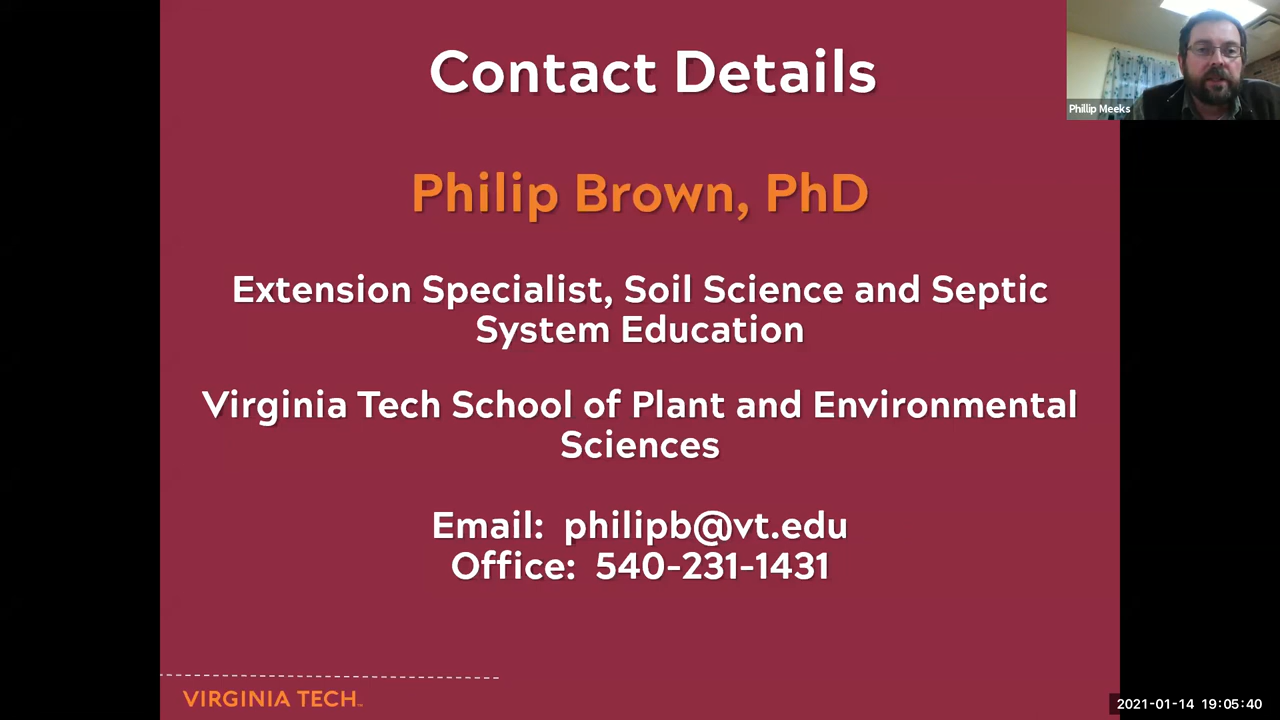 Contact Details
Phillip Meeks
Philip Brown, PhD
Extension Specialist, Soil Science and Septic
System Education
Virginia Tech School of Plant and Environmental
Sciences
Email: philipb@vt.edu
Office: 540-231-1431
VIRGINIA TECH™
2021-01-14 19:05:40